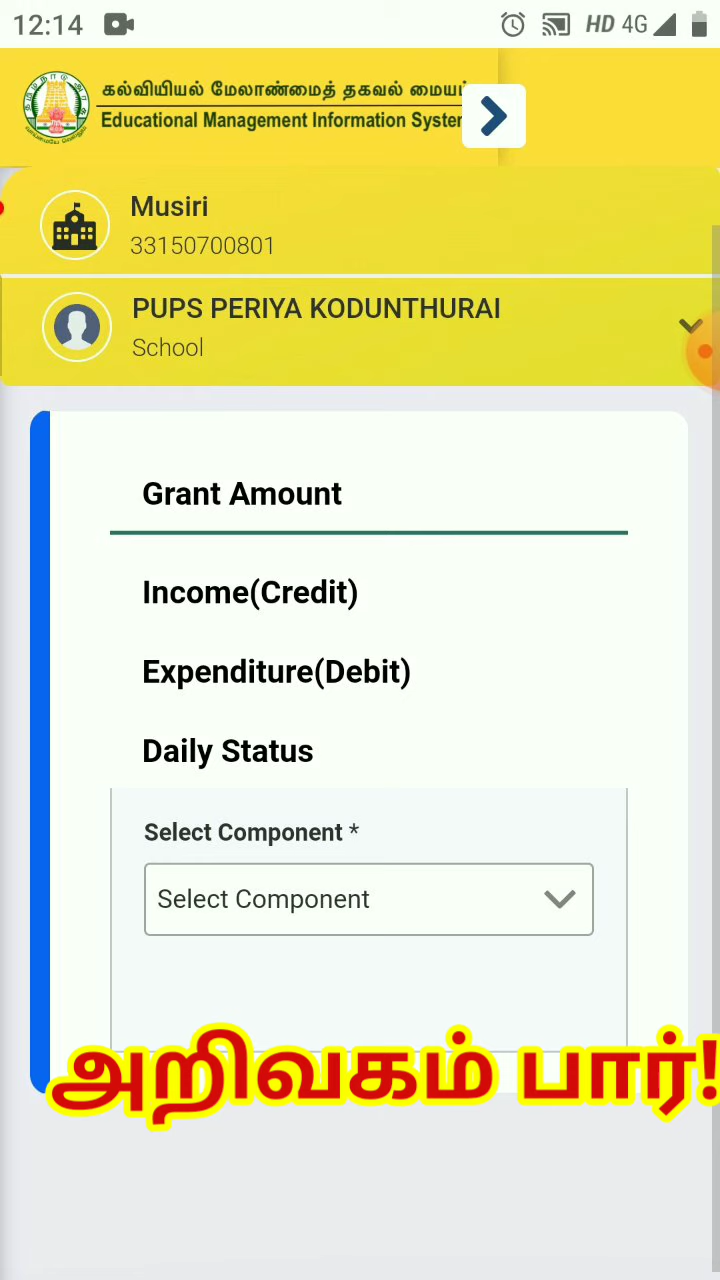 12:14 HD 4G
கல்வியியல் மேலாண்மைத் தகவல்
Educational Management Information
Musiri
33150700801
PUPS PERIYA KODUNTHURAI
School
Grant Amount
Income(Credit)
Expenditure(Debit)
Daily Status
Select Component *
Select Component
அறிவகம் பார்!